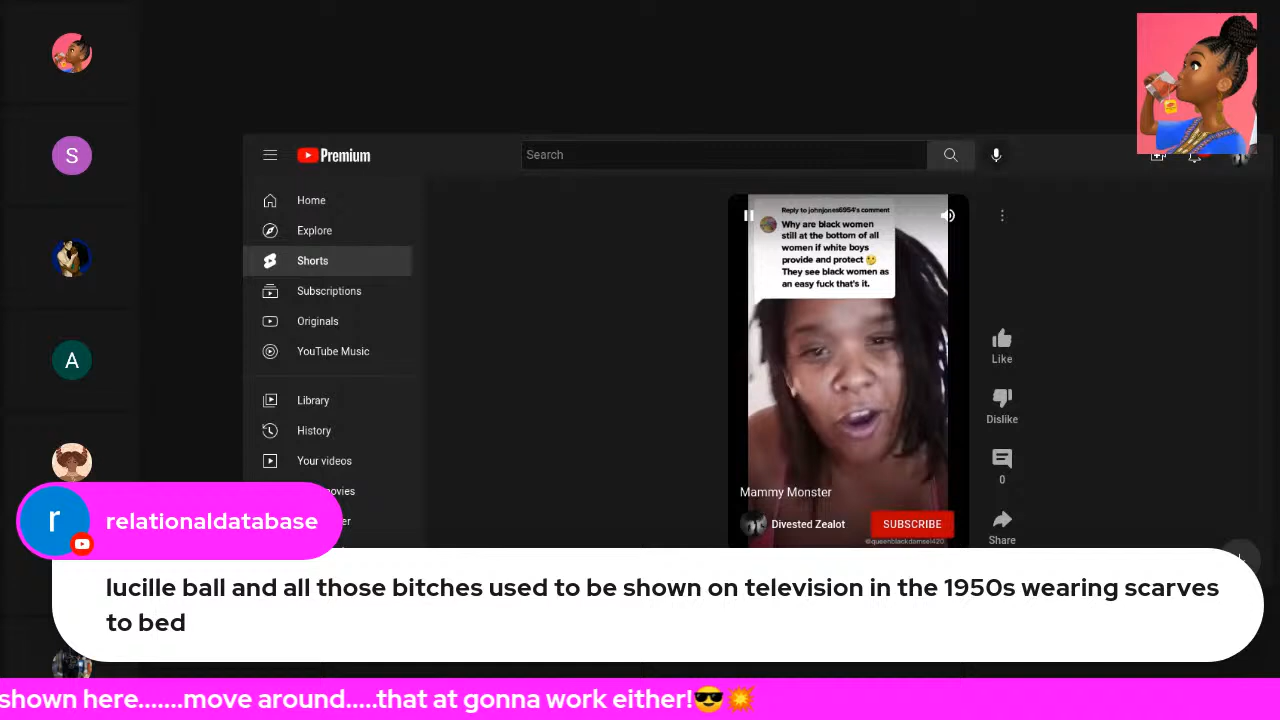 S
A
Premium
Search
Home
Explore
Shorts
Subscriptions
Originals
YouTube Music
Library
History
Your videos
Reply to johnjones6954's comment
Why are black women
still at the bottom of all
women if white boys
provide and protect 🤔
They see black women as
an easy fuck that's it.
Like
Dislike
0
Share
Mammy Monster
Divested Zealot
SUBSCRIBE
@queenblackdamsel420
r
relationaldatabase
lucille ball and all those bitches used to be shown on television in the 1950s wearing scarves
to bed
shown here.......move around.....that at gonna work either!😎💥